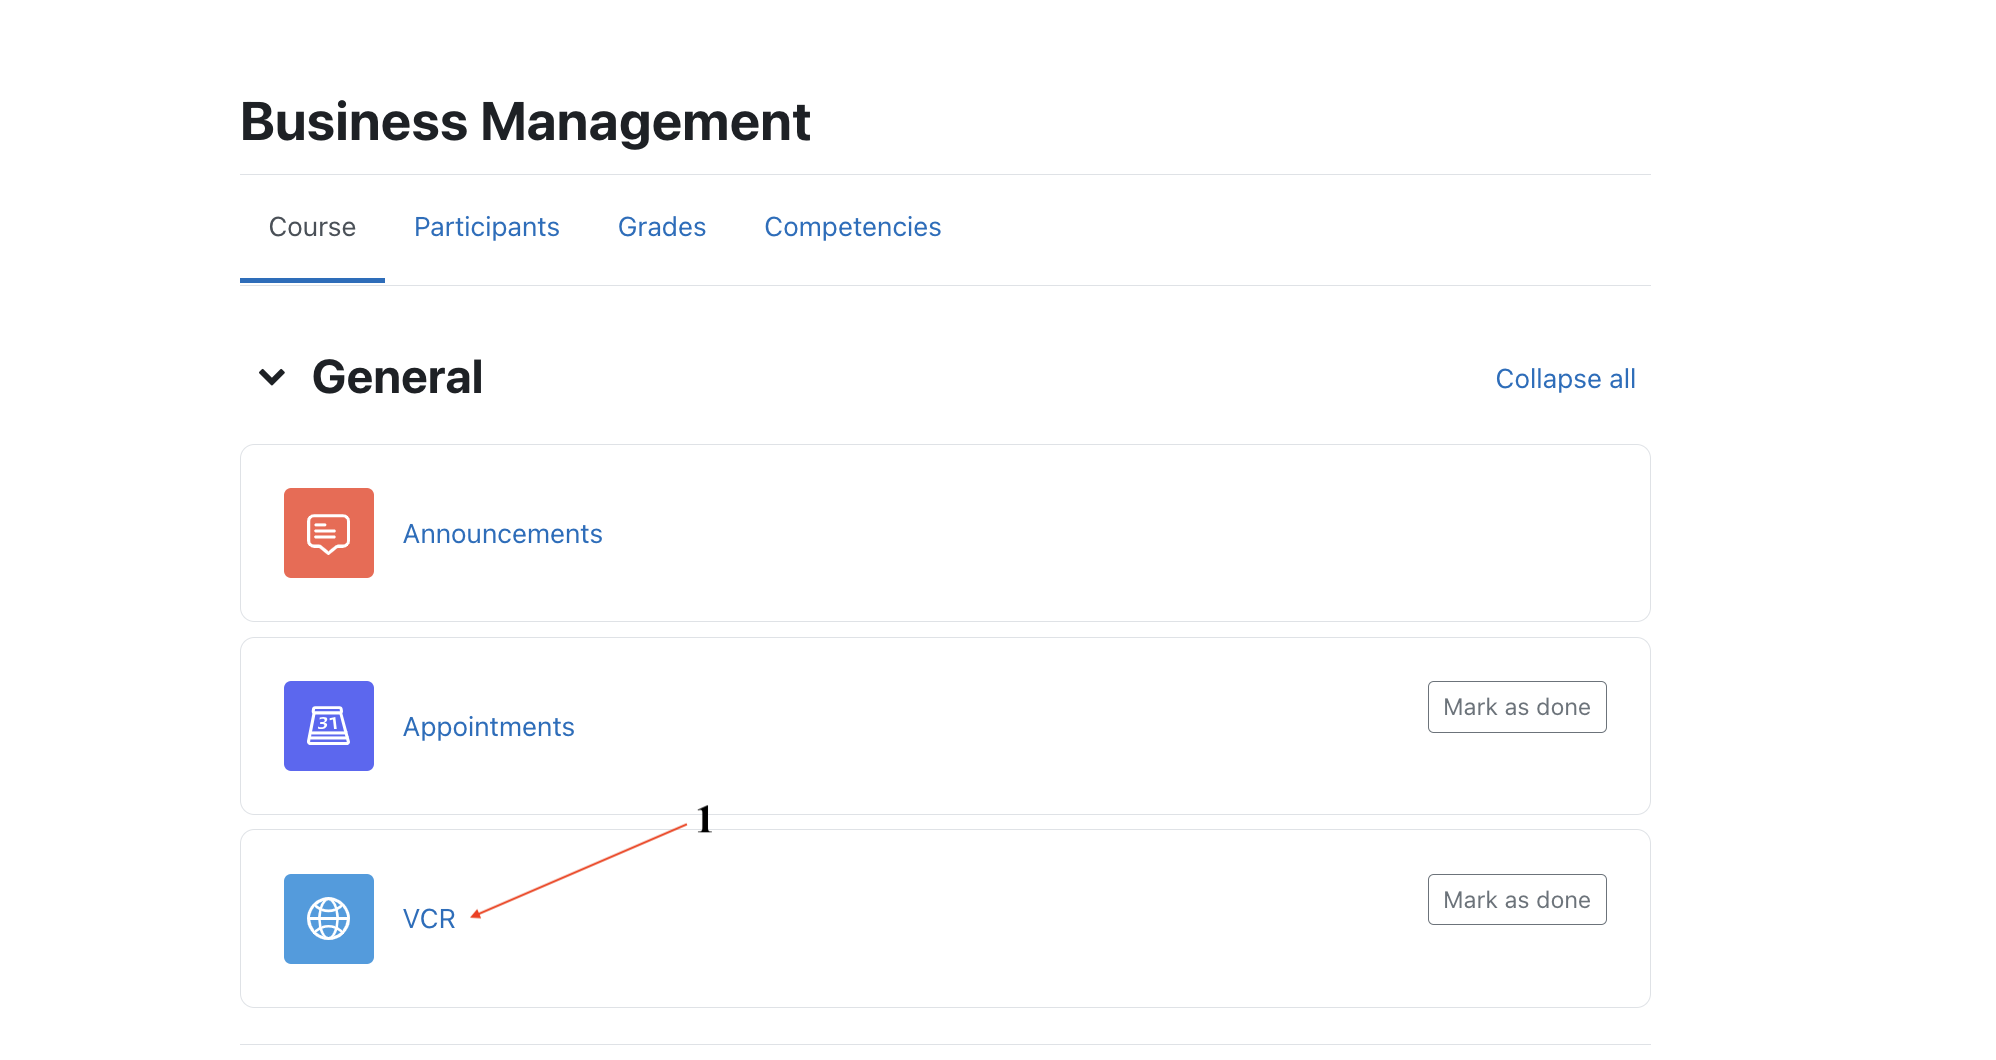 Business Management
Course Participants Grades Competencies
General Collapse all
Announcements
31
Appointments Mark as done
1
VCR Mark as done